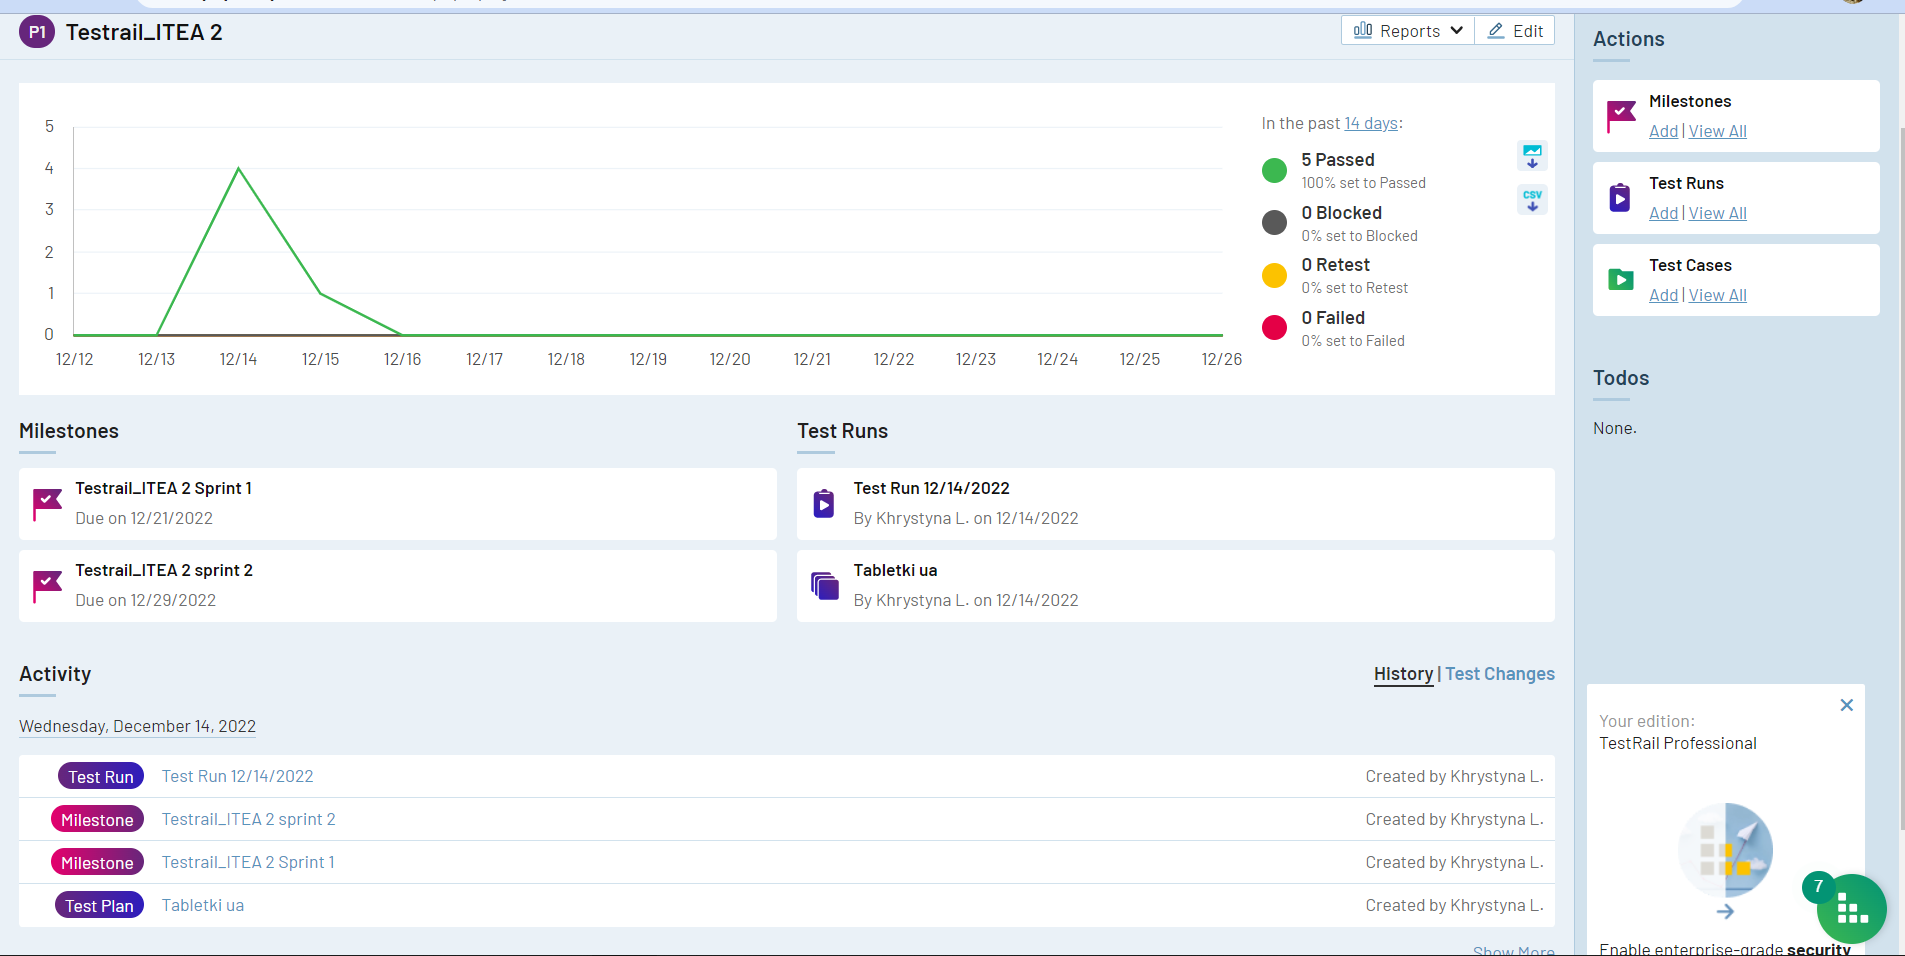 P1 Testrail_ITEA 2
Reports Edit
5
4
3
2
1
0
12/12 12/13 12/14 12/15 12/16 12/17 12/18 12/19 12/20 12/21 12/22 12/23 12/24 12/25 12/26
In the past 14 days:
5 Passed
100% set to Passed
0 Blocked
0% set to Blocked
0 Retest
0% set to Retest
0 Failed
0% set to Failed
CSV
Milestones
Testrail_ITEA 2 Sprint 1
Due on 12/21/2022
Testrail_ITEA 2 sprint 2
Due on 12/29/2022
Test Runs
Test Run 12/14/2022
By Khrystyna L. on 12/14/2022
Tabletki ua
By Khrystyna L. on 12/14/2022
Activity
History | Test Changes
Wednesday, December 14, 2022
Test Run Test Run 12/14/2022 Created by Khrystyna L.
Milestone Testrail_ITEA 2 sprint 2 Created by Khrystyna L.
Milestone Testrail_ITEA 2 Sprint 1 Created by Khrystyna L.
Test Plan Tabletki ua Created by Khrystyna L.
Show More
Actions
Milestones
Add | View All
Test Runs
Add | View All
Test Cases
Add | View All
Todos
None.
Your edition:
TestRail Professional
7
Enable enterprise-grade security